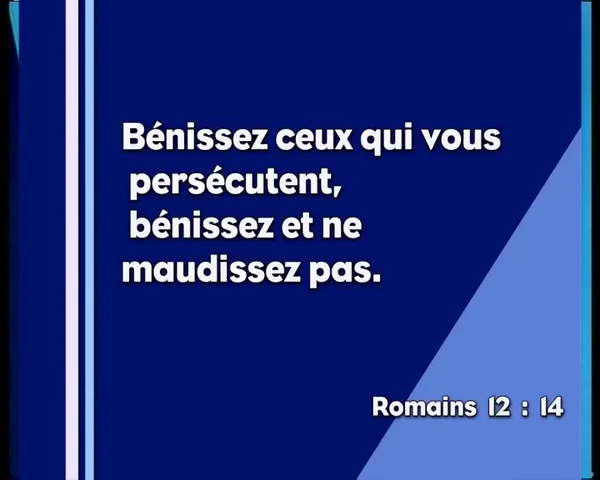 Bénissez ceux qui vous
persécutent,
bénissez et ne
maudissez pas.
Romains 12 : 14